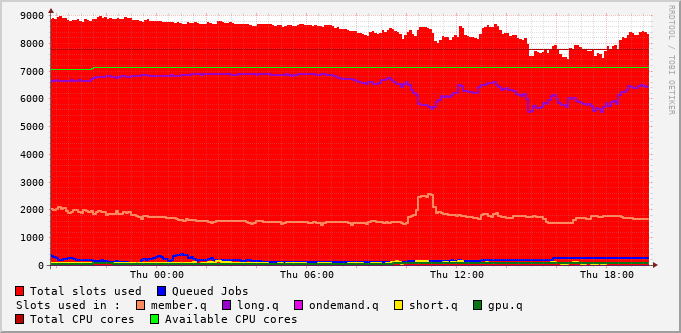 9000
8000
7000
6000
5000
4000
3000
2000
1000
0
Thu 00:00 Thu 06:00 Thu 12:00 Thu 18:00
RRDTOOL / TOBI OETIKER
Total slots used Queued Jobs
Slots used in : member.q long.q ondemand.q short.q gpu.q
Total CPU cores Available CPU cores